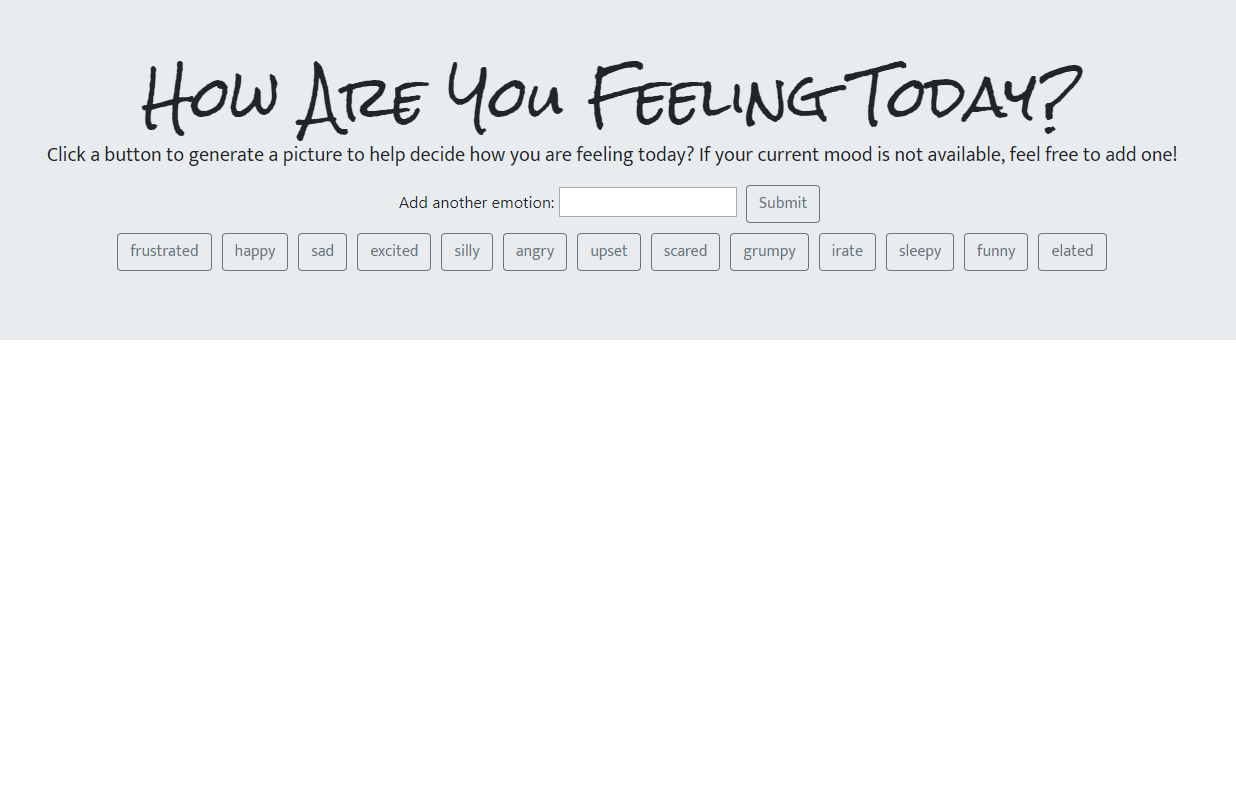 How Are You Feeling Today?
Click a button to generate a picture to help decide how you are feeling today? If your current mood is not available, feel free to add one!
Add another emotion: Submit
frustrated happy sad excited silly angry upset scared grumpy irate sleepy funny elated